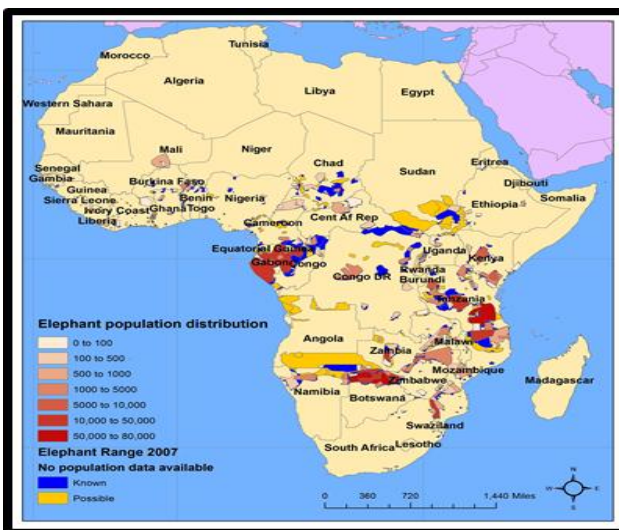 Tunisia
Morocco
Algeria
Libya
Egypt
Western Sahara
Mauritania
Mali
Niger
Chad
Sudan
Eritrea
Senegal
Gambia
Burkina Faso
Djibouti
Guinea
Benin
Nigeria
Somalia
Sierra Leone
Ivory Coast
Ghana Togo
Ethiopia
Liberia
Cent Af Rep
Cameroon
Equatorial Guinea
Uganda
Kenya
Gabon
Congo
Rwanda
Congo DR
Burundi
Tanzania
Elephant population distribution
0 to 100
100 to 500
500 to 1000
1000 to 5000
5000 to 10,000
10,000 to 50,000
50,000 to 80,000
Angola
Malawi
Zambia
Mozambique
Zimbabwe
Madagascar
Namibia
Botswana
Swaziland
South Africa
Lesotho
Elephant Range 2007
No population data available
Known
Possible
0 360 720 1,440 Miles
N
W E
S